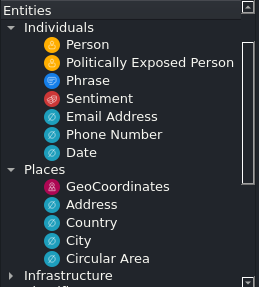 Entities
Individuals
Person
Politically Exposed Person
Phrase
Sentiment
Email Address
Phone Number
Date
Places
GeoCoordinates
Address
Country
City
Circular Area
Infrastructure